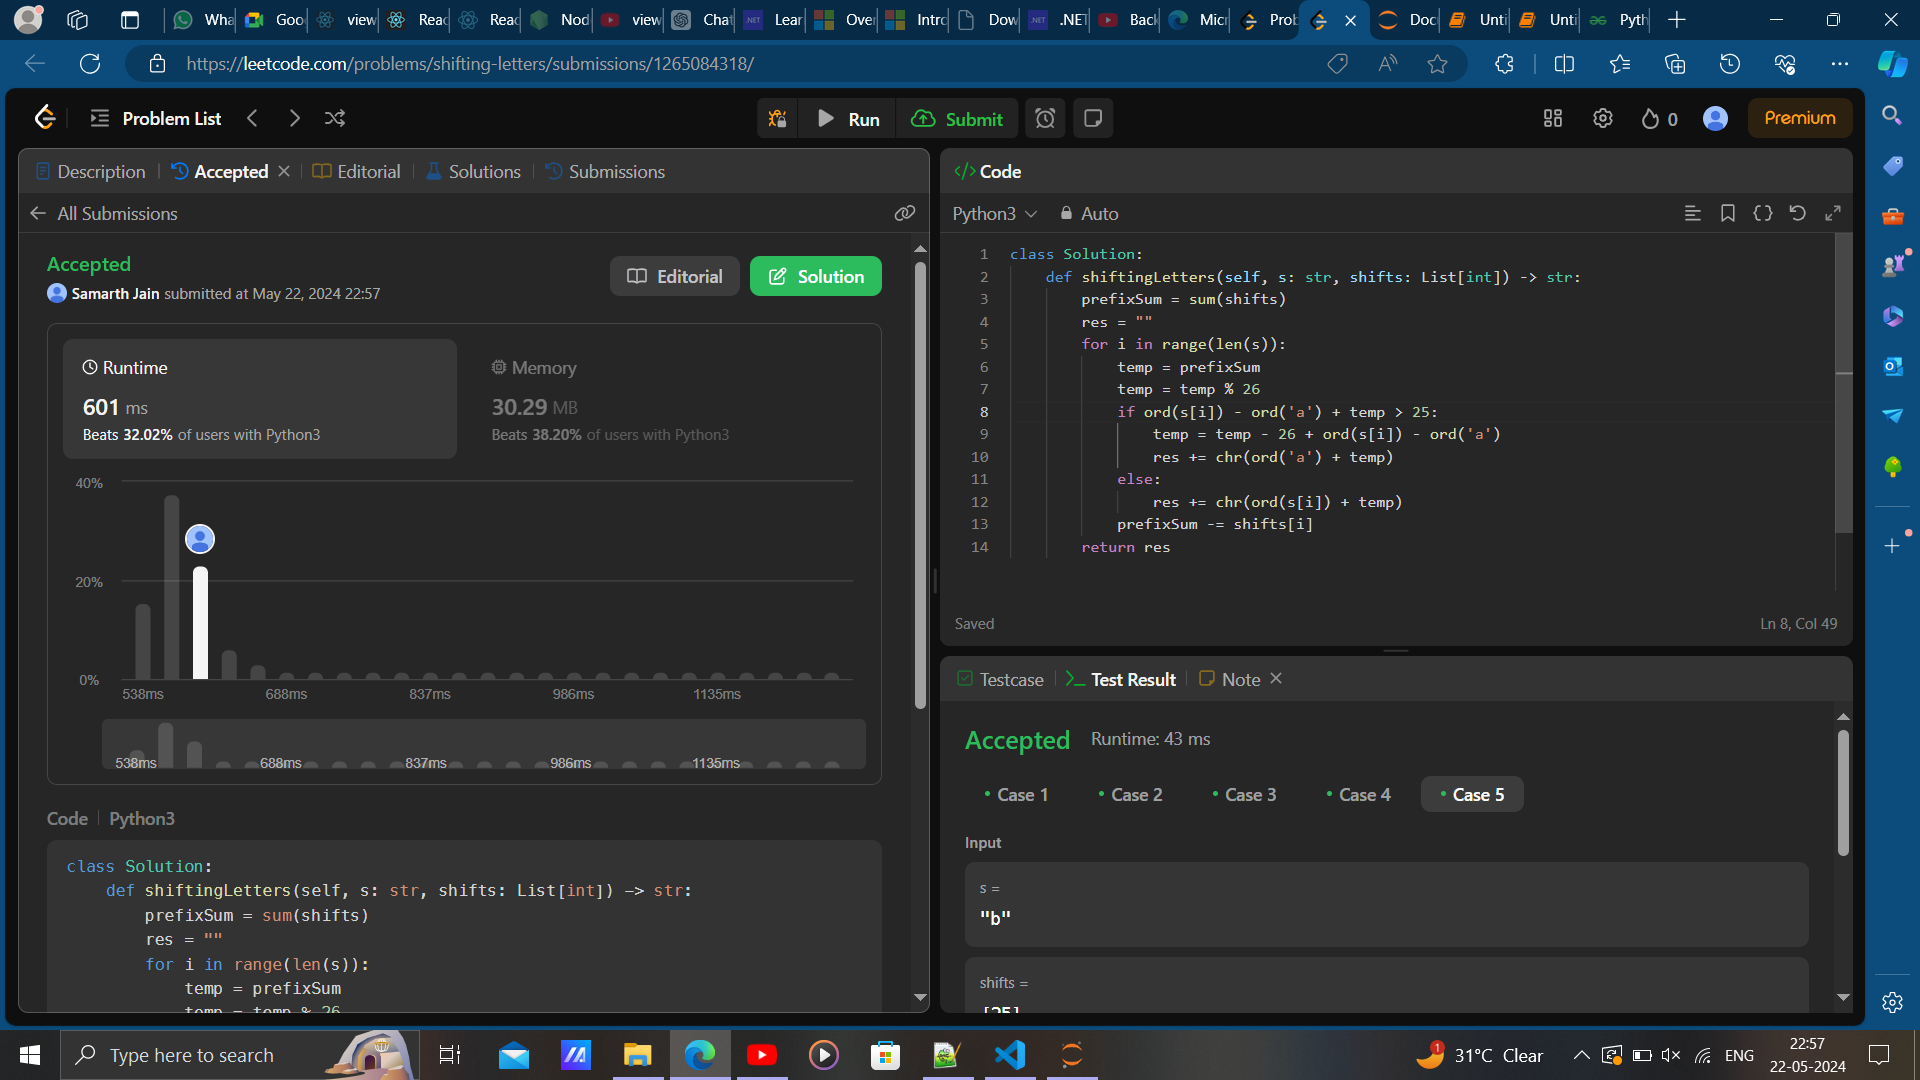 Wha
Goo
view
Reac
Reac
Nod
view
Chat
Lear
Over
Intro
Dow
.NET
Back
Micr
Prob
Doc
Unti
Unti
Pyth
https://leetcode.com/problems/shifting-letters/submissions/1265084318/
Problem List
Run
Submit
0
Premium
Description
Accepted
Editorial
Solutions
Submissions
All Submissions
Accepted
Samarth Jain submitted at May 22, 2024 22:57
Editorial
Solution
Runtime
601 ms
Beats 32.02% of users with Python3
Memory
30.29 MB
Beats 38.20% of users with Python3
40%
20%
0%
538ms 688ms 837ms 986ms 1135ms
538ms 688ms 837ms 986ms 1135ms
Code Python3
class Solution:
def shiftingLetters(self, s: str, shifts: List[int]) -> str:
prefixSum = sum(shifts)
res = ""
for i in range(len(s)):
temp = prefixSum
temp = temp % 26
Code
Python3
Auto
1 class Solution:
2 def shiftingLetters(self, s: str, shifts: List[int]) -> str:
3 prefixSum = sum(shifts)
4 res = ""
5 for i in range(len(s)):
6 temp = prefixSum
7 temp = temp % 26
8 if ord(s[i]) - ord('a') + temp > 25:
9 temp = temp - 26 + ord(s[i]) - ord('a')
10 res += chr(ord('a') + temp)
11 else:
12 res += chr(ord(s[i]) + temp)
13 prefixSum -= shifts[i]
14 return res
Saved
Ln 8, Col 49
Testcase
Test Result
Note
Accepted Runtime: 43 ms
Case 1
Case 2
Case 3
Case 4
Case 5
Input
s =
"b"
shifts =
[25]
Type here to search
1
31°C Clear
ENG
22:57
22-05-2024